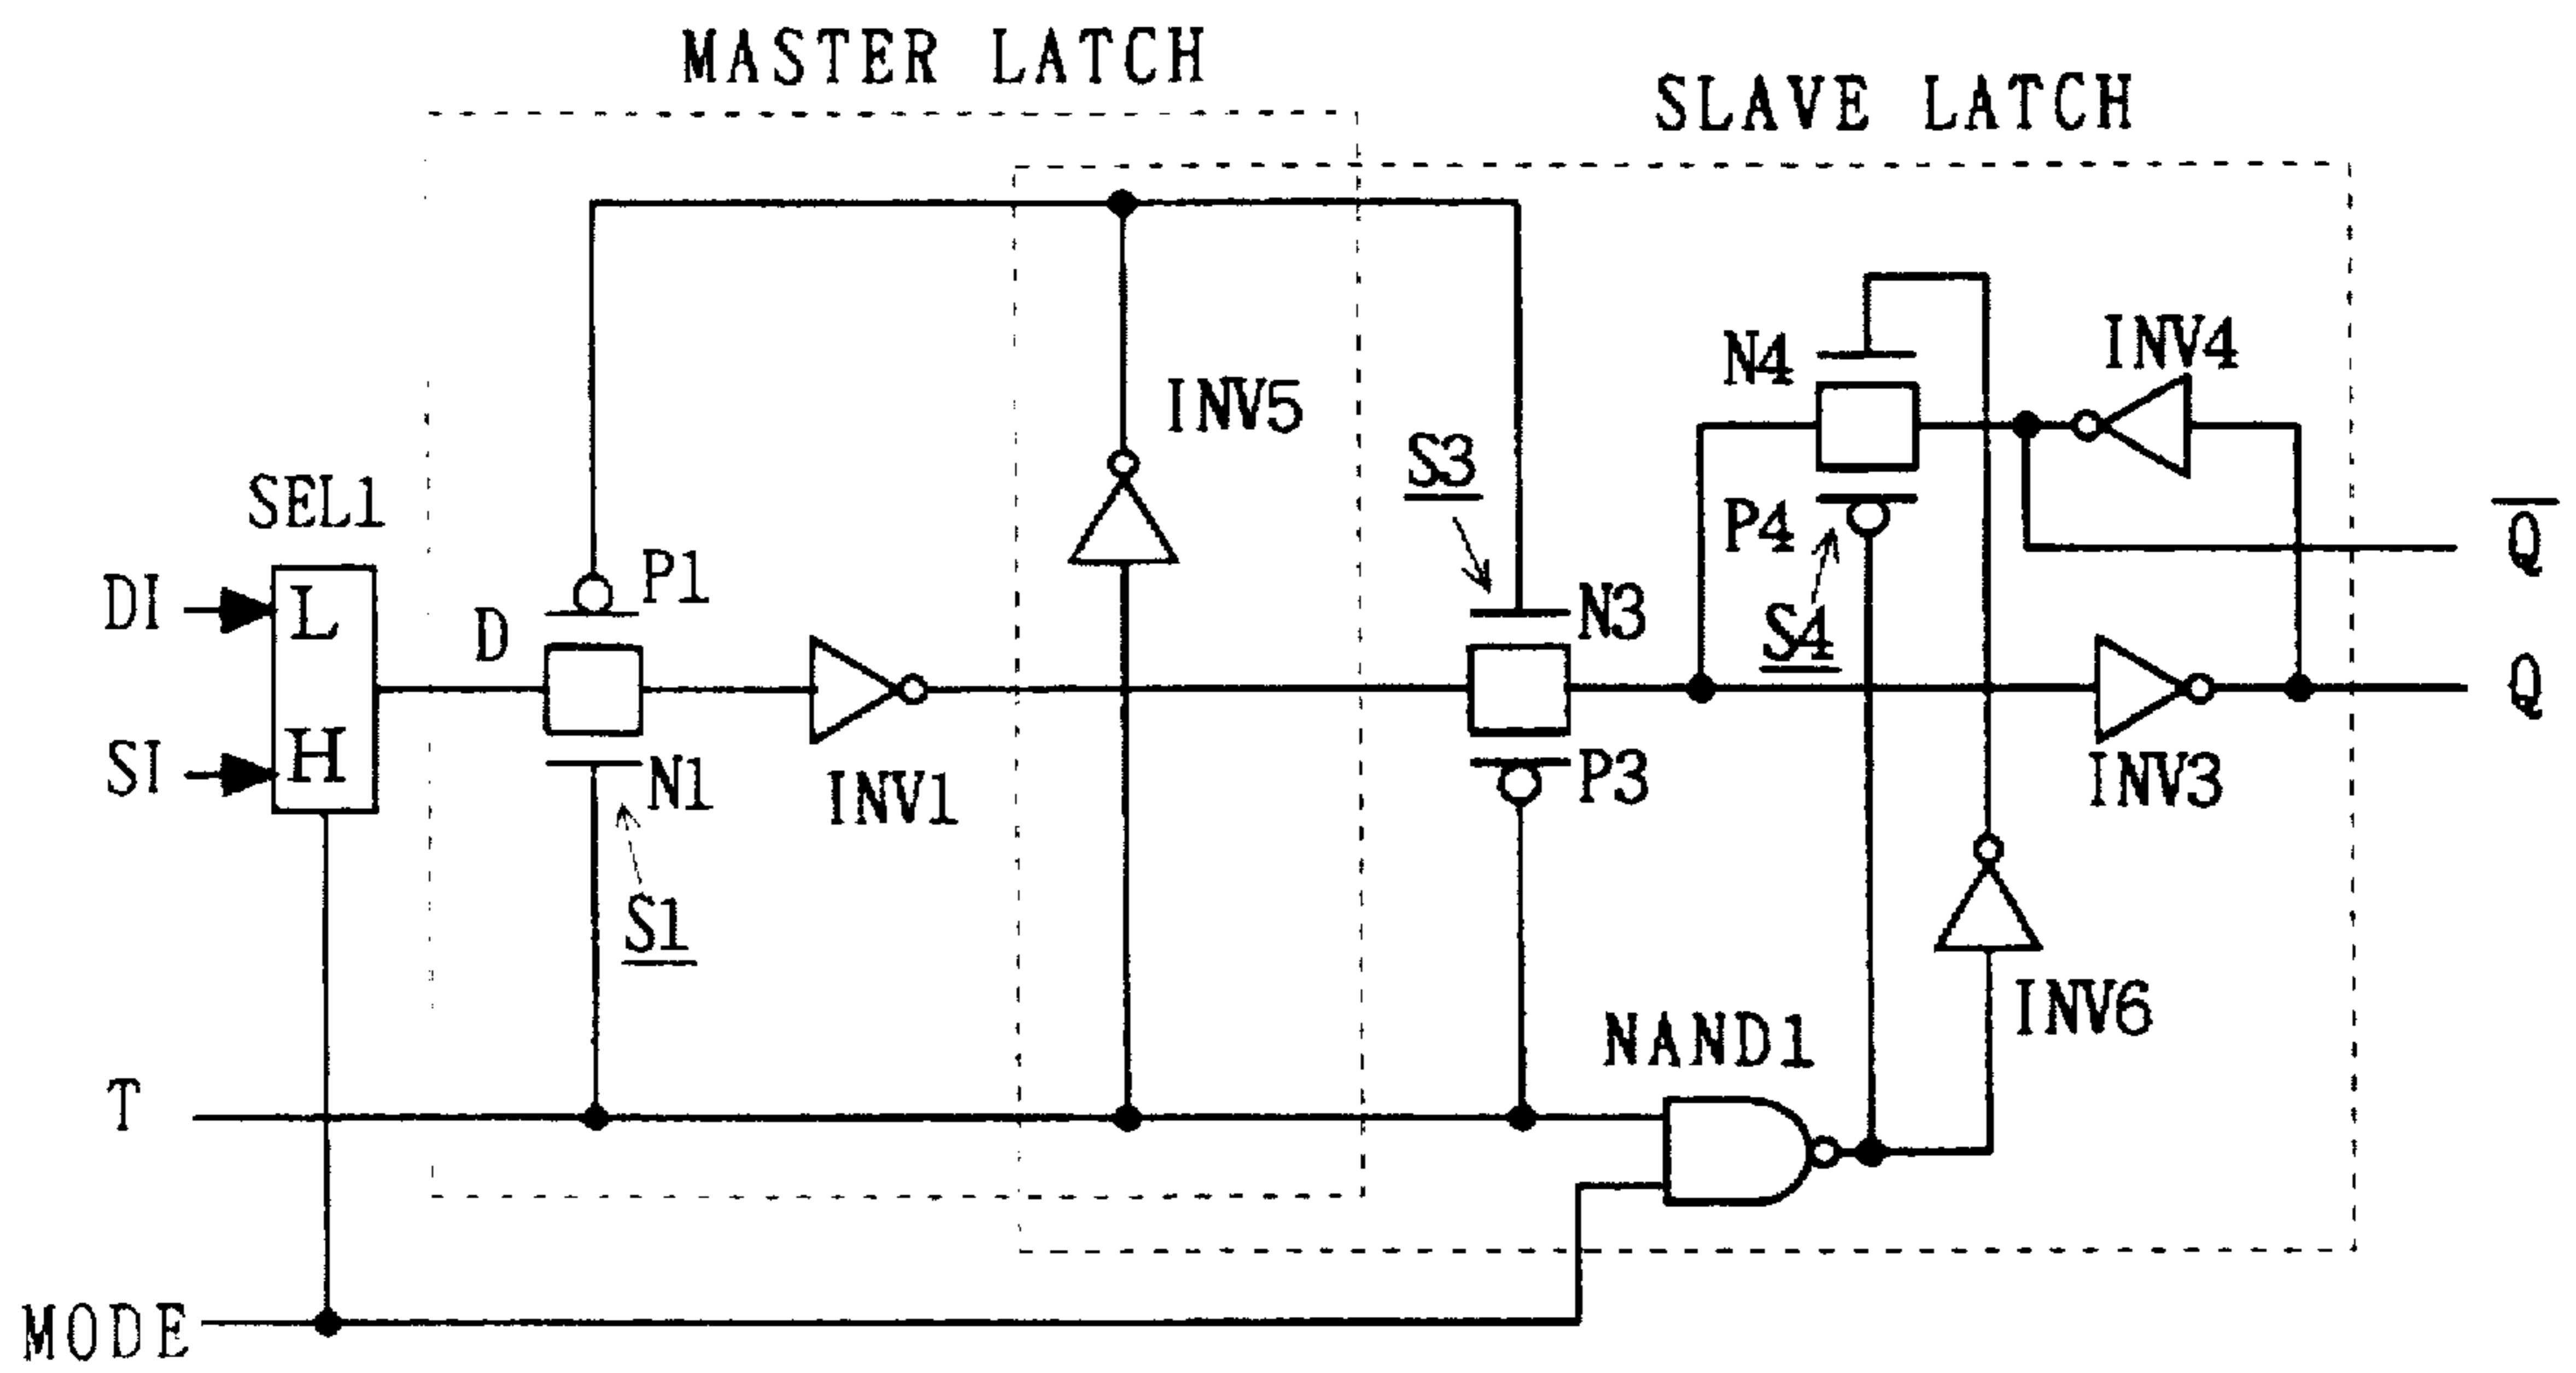 MASTER LATCH
SLAVE LATCH
INV4
N4
INV5
S3
SEL1
P4
Q
P1
DI
L
D
N3
S4
Q
H
SI
N1
INV1
P3
INV3
S1
INV6
NAND1
T
MODE